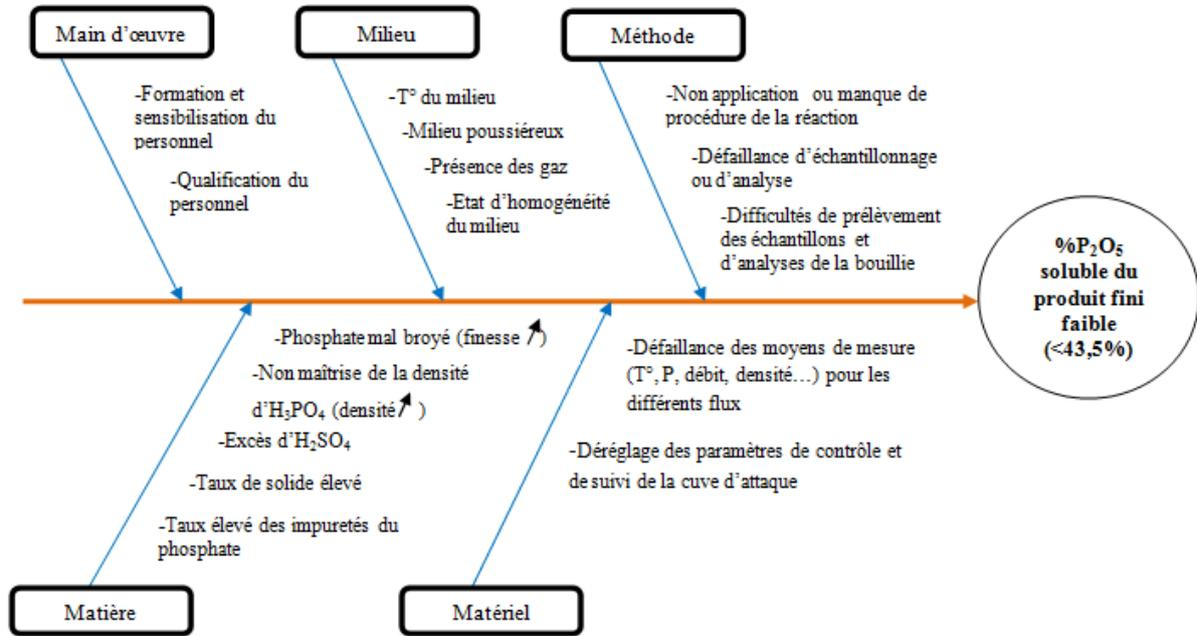 Main d'œuvre
Milieu
Méthode
-Formation et
sensibilisation du
personnel
-Qualification du
personnel
-T° du milieu
-Milieu poussiéreux
-Présence des gaz
-Etat d'homogénéité
du milieu
-Non application ou manque de
procédure de la réaction
-Défaillance d'échantillonnage
ou d'analyse
-Difficultés de prélèvement
des échantillons et
d'analyses de la bouillie
%P₂O₅
soluble du
produit fini
faible
(<43,5%)
-Phosphate mal broyé (finesse ↗)
-Non maîtrise de la densité
d'H₃PO₄ (densité ↗ )
-Excès d'H₂SO₄
-Taux de solide élevé
-Taux élevé des impuretés du
phosphate
-Défaillance des moyens de mesure
(T°, P, débit, densité…) pour les
différents flux
-Déréglage des paramètres de contrôle et
de suivi de la cuve d'attaque
Matière
Matériel